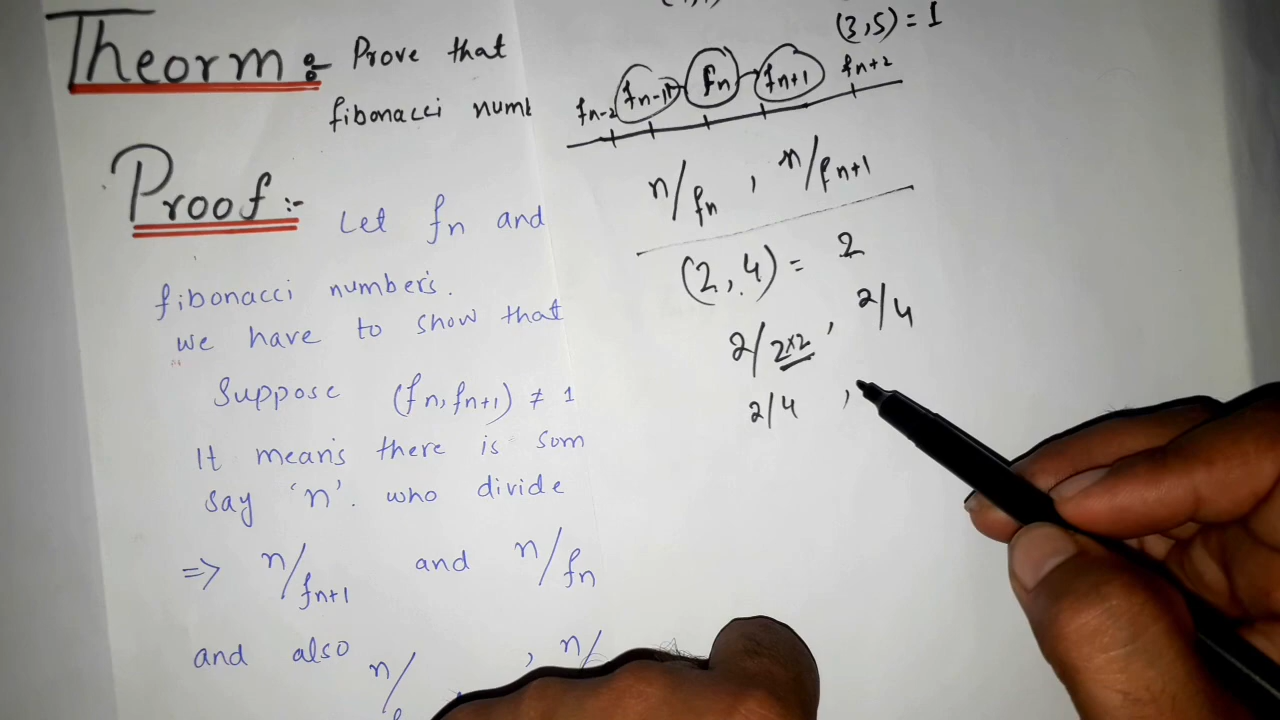 Theorm: Prove that
fibonacci
Proof:- Let fn and
fibonacci numbers.
we have to show that
Suppose (fn, fn+1) ≠ 1
It means there is som
say 'n'. who divide
=> n/fn+1 and n/fn
and also n/ , n/
(3,5) = 1
fn-2 fn-1 fn fn+1 fn+2
n/fn , n/fn+1
(2,4) = 2
2/2×2 , 2/4
2/4 ,